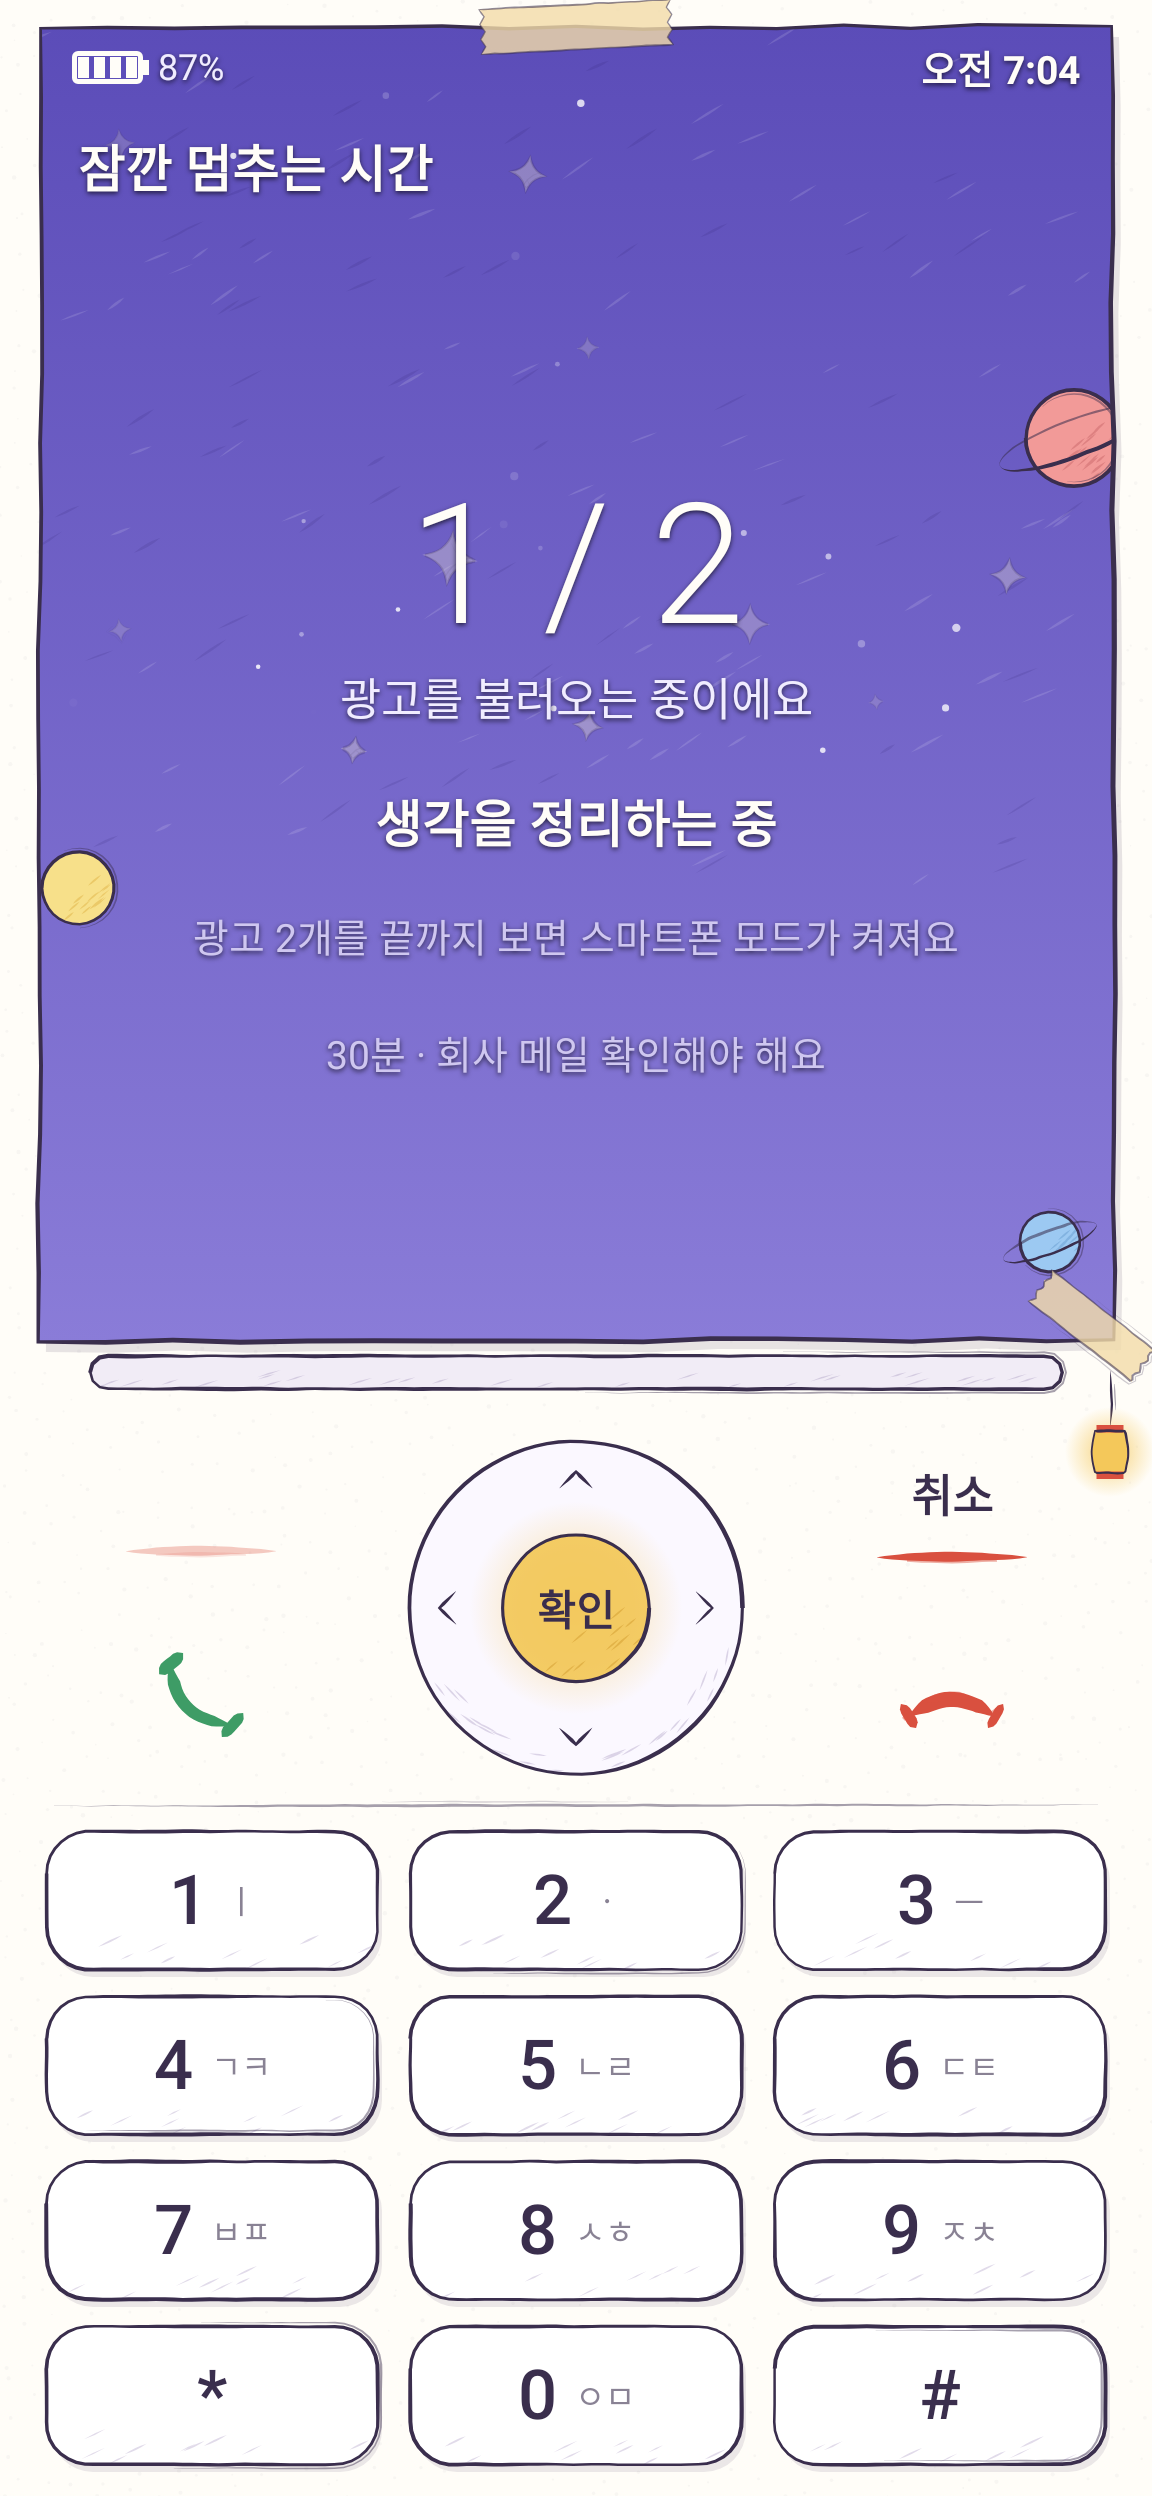 87%
오전 7:04
잠깐 멈추는 시간
1 / 2
광고를 불러오는 중이에요
생각을 정리하는 중
광고 2개를 끝까지 보면 스마트폰 모드가 켜져요
30분 · 회사 메일 확인해야 해요
취소
확인
1 ㅣ
2 ·
3 ㅡ
4 ㄱㅋ
5 ㄴㄹ
6 ㄷㅌ
7 ㅂㅍ
8 ㅅㅎ
9 ㅈㅊ
*
0 ㅇㅁ
#